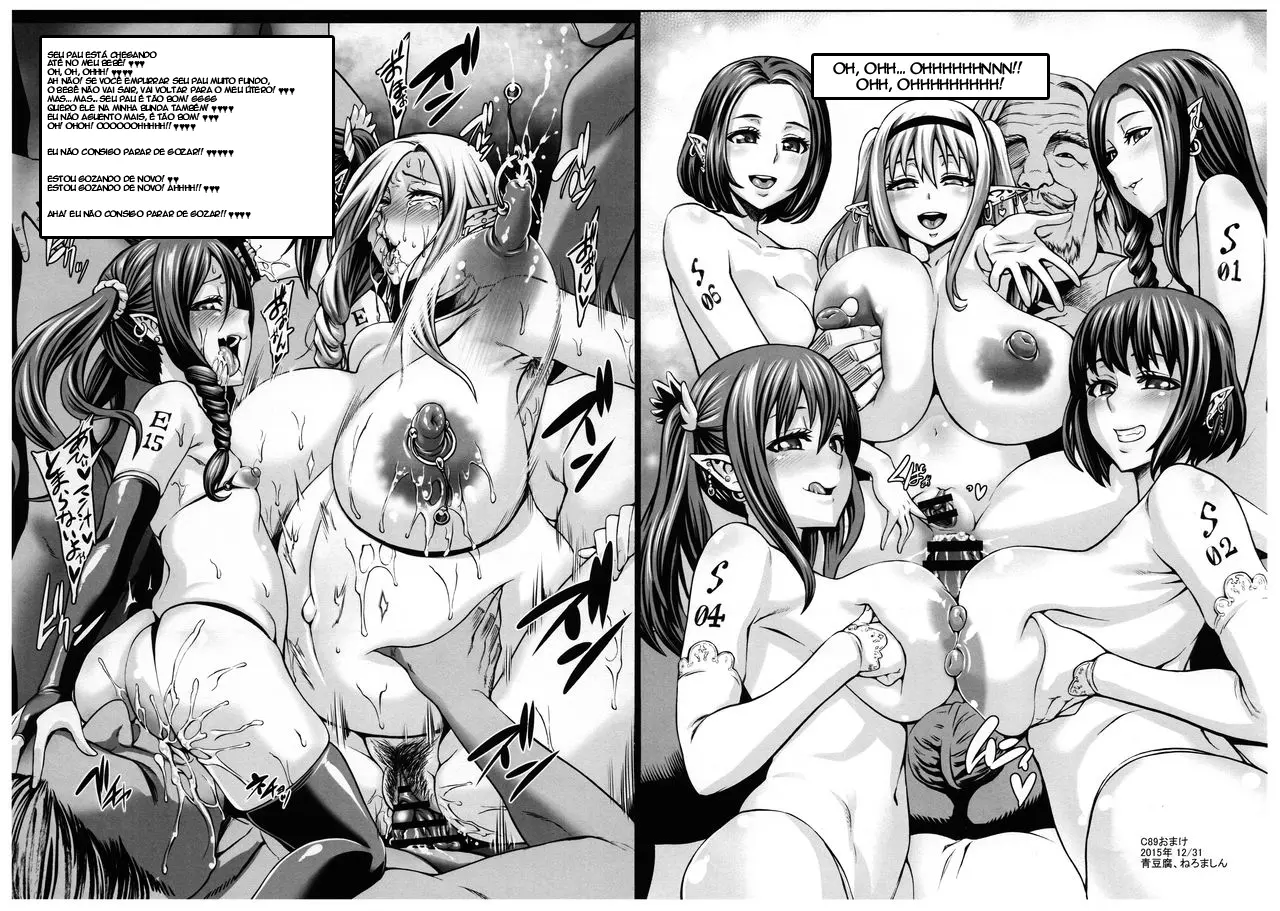 SEU PAU ESTÁ CHEGANDO
ATÉ NO MEU BEBÊ! ♥♥♥
OH, OH, OHHH! ♥♥♥♥
AH NÃO! SE VOCÊ EMPURRAR SEU PAU MUITO FUNDO,
O BEBÊ NÃO VAI SAIR, VAI VOLTAR PARA O MEU ÚTERO! ♥♥♥
MAS... MAS.. SEU PAU É TÃO BOM! GGGG
QUERO ELE NA MINHA BUNDA TAMBÉM! ♥♥♥♥
EU NÃO AGUENTO MAIS, É TÃO BOM! ♥♥♥
OH! OHOH! OOOOOOHHHHH!! ♥♥♥♥
EU NÃO CONSIGO PARAR DE GOZAR!! ♥♥♥♥♥
ESTOU GOZANDO DE NOVO! ♥♥
ESTOU GOZANDO DE NOVO! AHHHH!! ♥♥♥
AHA! EU NÃO CONSIGO PARAR DE GOZAR!! ♥♥♥♥
E
15
E
OH, OHH... OHHHHHHNNN!!
OHH, OHHHHHHHHH!
S
06
S
01
S
04
S
02
C89おまけ
2015年 12/31
青豆腐、ねろましん